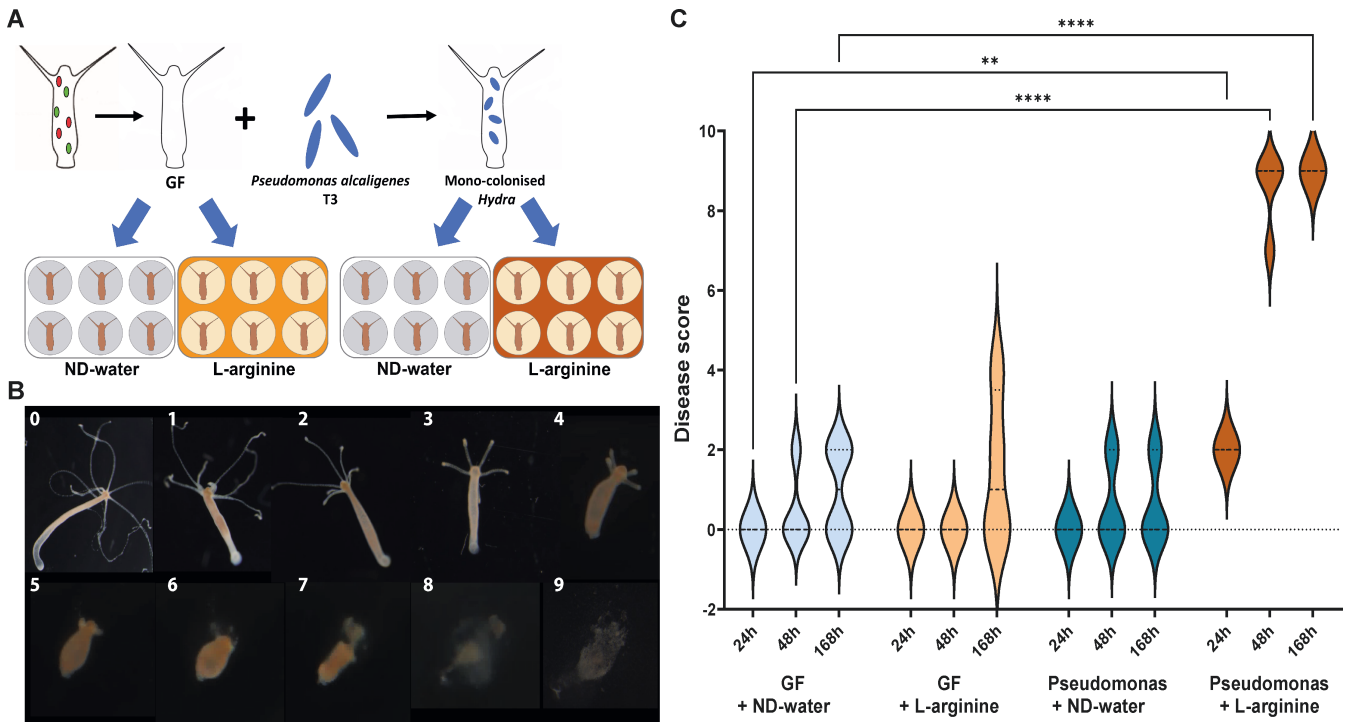 A
GF
+
Pseudomonas alcaligenes
T3
Mono-colonised
Hydra
ND-water
L-arginine
ND-water
L-arginine
B
0
1
2
3
4
5
6
7
8
9
C
****
**
****
Disease score
10
8
6
4
2
0
-2
24h
48h
168h
24h
48h
168h
24h
48h
168h
24h
48h
168h
GF
+ ND-water
GF
+ L-arginine
Pseudomonas
+ ND-water
Pseudomonas
+ L-arginine